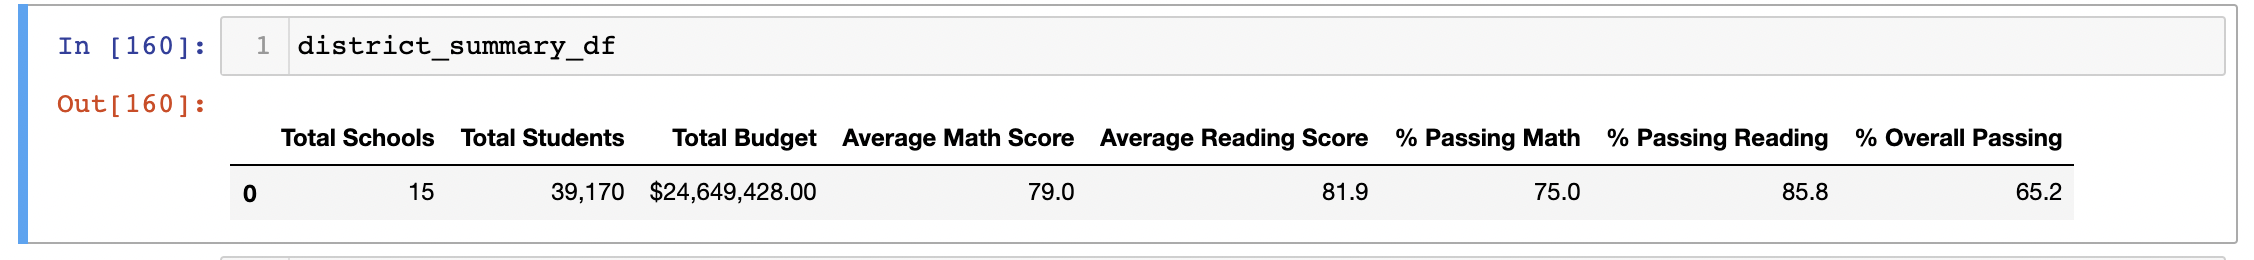 In [160]: 1 district_summary_df
Out[160]:
Total Schools Total Students Total Budget Average Math Score Average Reading Score % Passing Math % Passing Reading % Overall Passing
0 15 39,170 $24,649,428.00 79.0 81.9 75.0 85.8 65.2